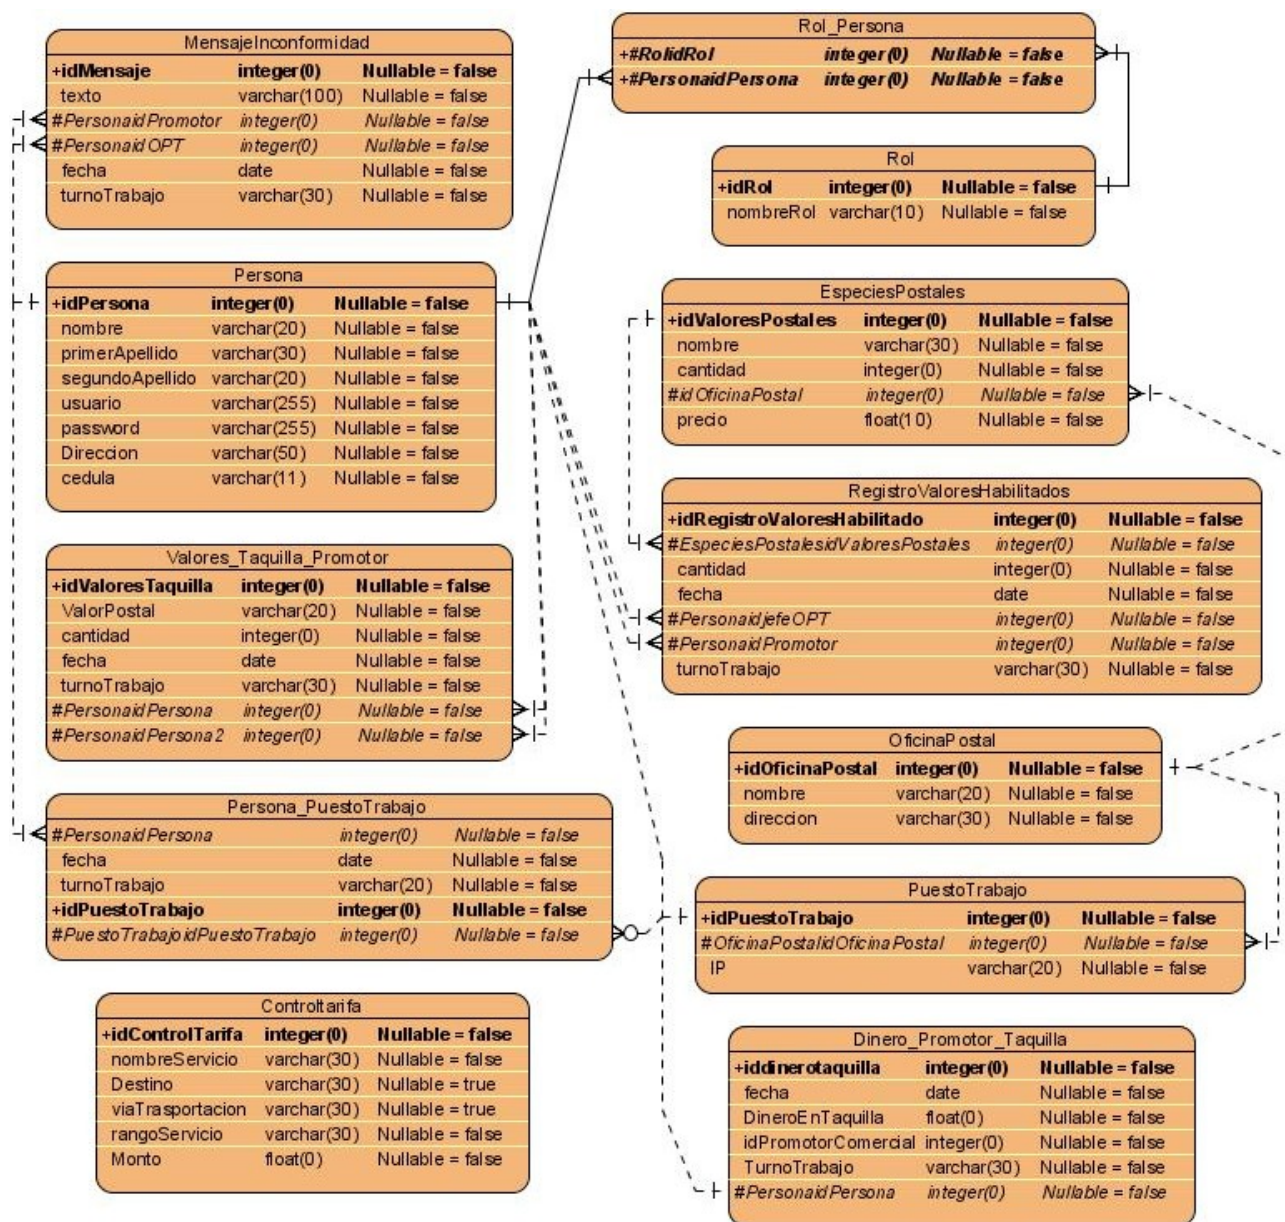 MensajeInconformidad
+idMensaje integer(0) Nullable = false
texto varchar(100) Nullable = false
#PersonaidPromotor integer(0) Nullable = false
#PersonaidOPT integer(0) Nullable = false
fecha date Nullable = false
turnoTrabajo varchar(30) Nullable = false
Persona
+idPersona integer(0) Nullable = false
nombre varchar(20) Nullable = false
primerApellido varchar(30) Nullable = false
segundoApellido varchar(20) Nullable = false
usuario varchar(255) Nullable = false
password varchar(255) Nullable = false
Direccion varchar(50) Nullable = false
cedula varchar(11) Nullable = false
Valores_Taquilla_Promotor
+idValoresTaquilla integer(0) Nullable = false
ValorPostal varchar(20) Nullable = false
cantidad integer(0) Nullable = false
fecha date Nullable = false
turnoTrabajo varchar(30) Nullable = false
#PersonaidPersona integer(0) Nullable = false
#PersonaidPersona2 integer(0) Nullable = false
Persona_PuestoTrabajo
#PersonaidPersona integer(0) Nullable = false
fecha date Nullable = false
turnoTrabajo varchar(20) Nullable = false
+idPuestoTrabajo integer(0) Nullable = false
#PuestoTrabajoidPuestoTrabajo integer(0) Nullable = false
Controltarifa
+idControlTarifa integer(0) Nullable = false
nombreServicio varchar(30) Nullable = false
Destino varchar(30) Nullable = true
viaTrasportacion varchar(30) Nullable = true
rangoServicio varchar(30) Nullable = false
Monto float(0) Nullable = false
Rol_Persona
+#RolidRol integer(0) Nullable = false
+#PersonaidPersona integer(0) Nullable = false
Rol
+idRol integer(0) Nullable = false
nombreRol varchar(10) Nullable = false
EspeciesPostales
+idValoresPostales integer(0) Nullable = false
nombre varchar(30) Nullable = false
cantidad integer(0) Nullable = false
#idOficinaPostal integer(0) Nullable = false
precio float(10) Nullable = false
RegistroValoresHabilitados
+idRegistroValoresHabilitado integer(0) Nullable = false
#EspeciesPostalesidValoresPostales integer(0) Nullable = false
cantidad integer(0) Nullable = false
fecha date Nullable = false
#PersonaidjefeOPT integer(0) Nullable = false
#PersonaidPromotor integer(0) Nullable = false
turnoTrabajo varchar(30) Nullable = false
OficinaPostal
+idOficinaPostal integer(0) Nullable = false
nombre varchar(20) Nullable = false
direccion varchar(30) Nullable = false
PuestoTrabajo
+idPuestoTrabajo integer(0) Nullable = false
#OficinaPostalidOficinaPostal integer(0) Nullable = false
IP varchar(20) Nullable = false
Dinero_Promotor_Taquilla
+iddinerotaquilla integer(0) Nullable = false
fecha date Nullable = false
DineroEnTaquilla float(0) Nullable = false
idPromotorComercial integer(0) Nullable = false
TurnoTrabajo varchar(30) Nullable = false
#PersonaidPersona integer(0) Nullable = false